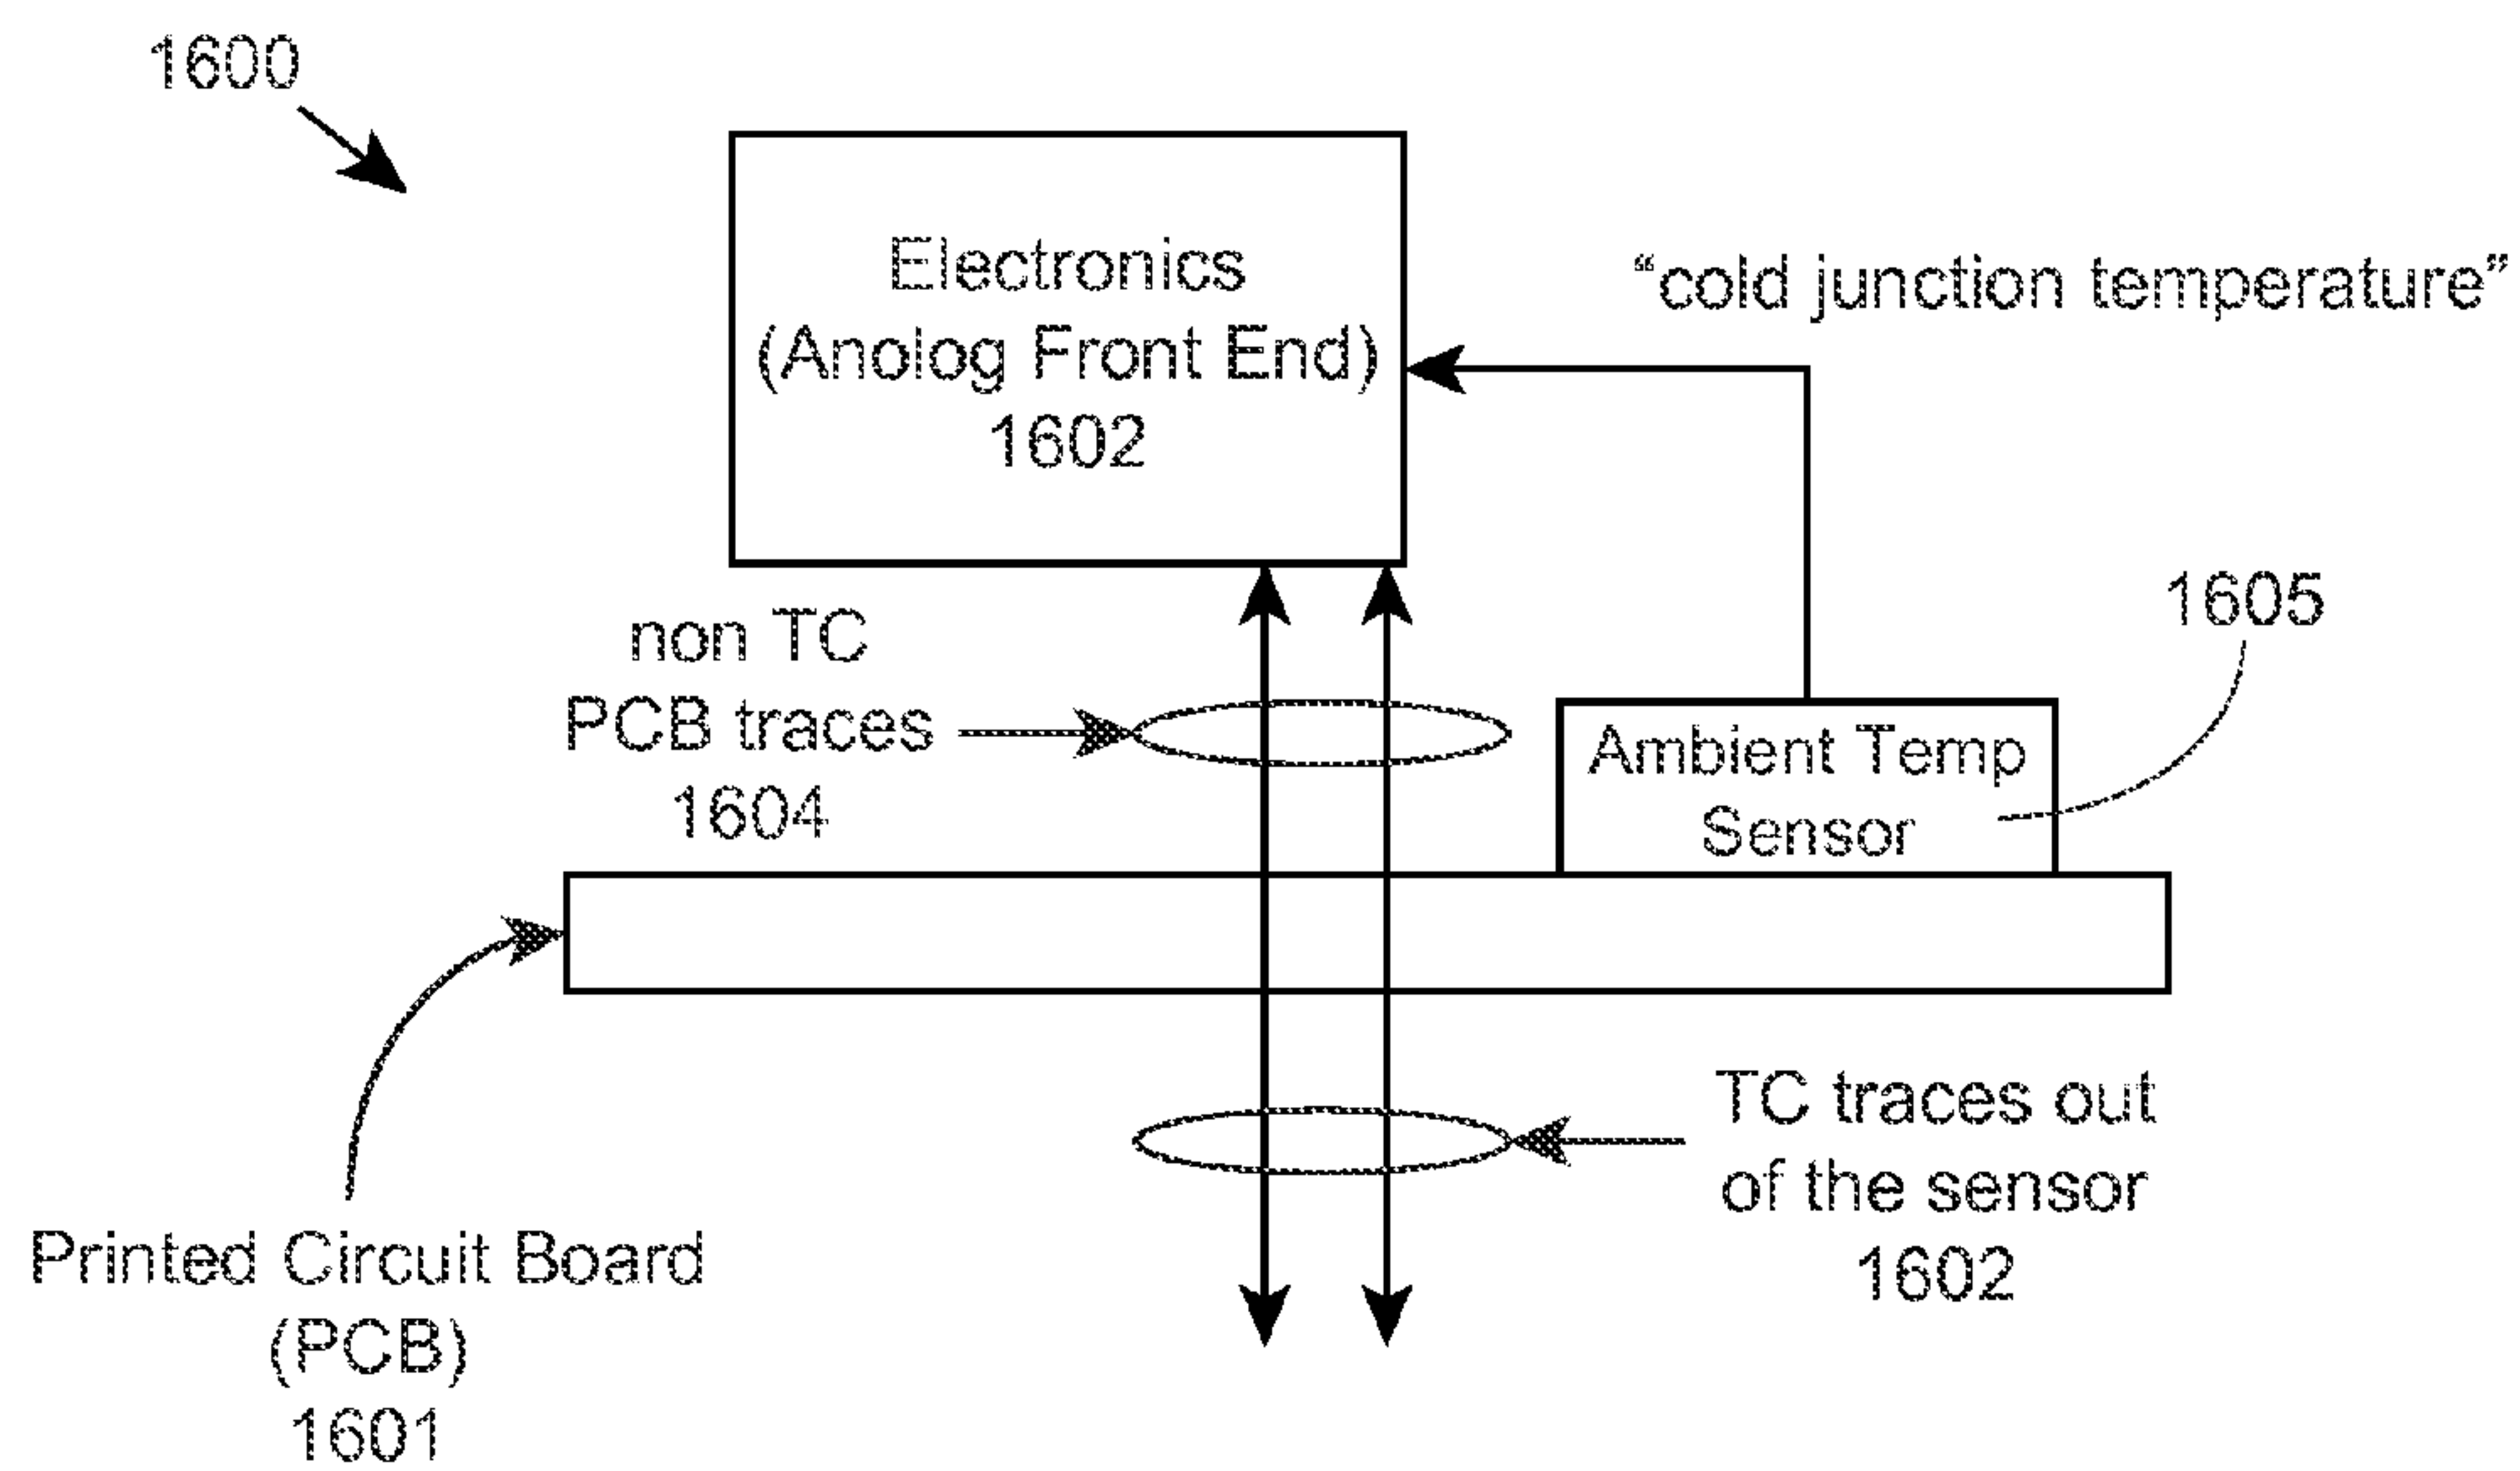 1600
Electronics
(Anolog Front End)
1602
“cold junction temperature”
1605
non TC
PCB traces
1604
Ambient Temp
Sensor
TC traces out
of the sensor
1602
Printed Circuit Board
(PCB)
1601